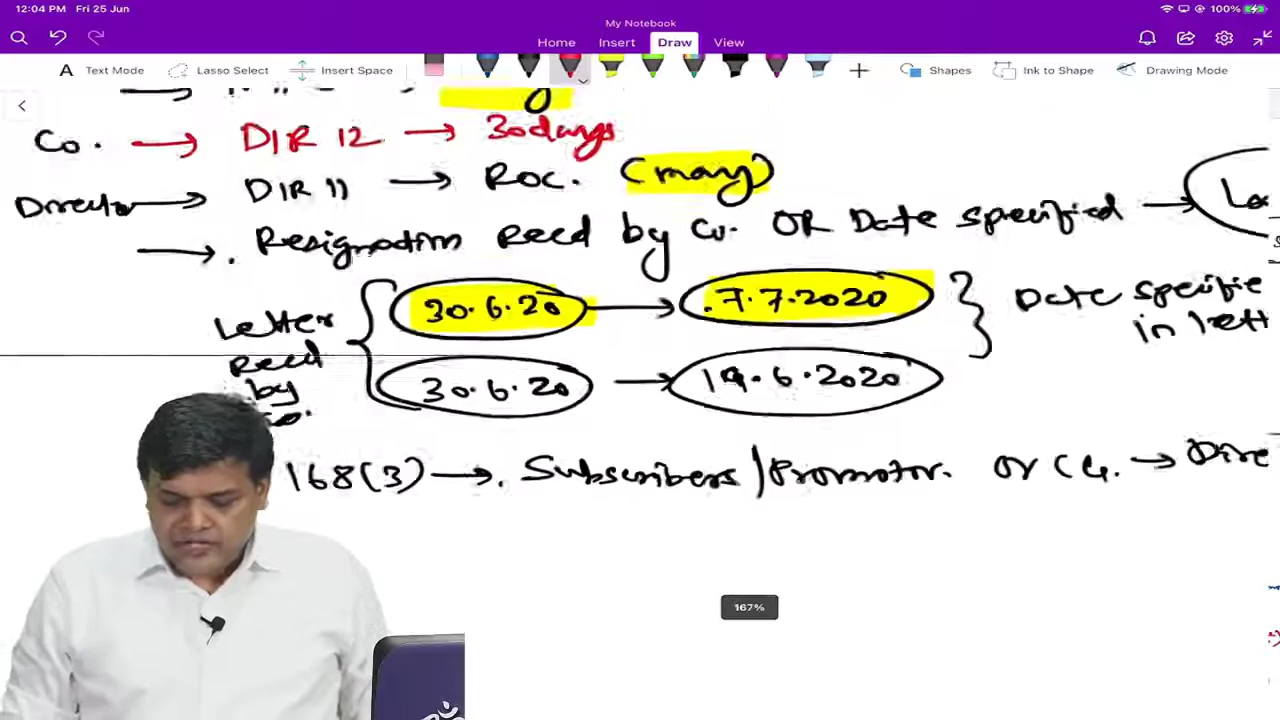 12:04 PM Fri 25 Jun
100%
My Notebook
Home Insert Draw View
Text Mode Lasso Select Insert Space Shapes Ink to Shape Drawing Mode
Co. → DIR 12 → 30days
Director → DIR 11 → ROC. (may)
→ . Resignation Recd by Co. OR Date specified →
Letter Recd by Co. { 30.6.20 → .7.7.2020 } Date specifie
in lett
30.6.20 → 19.6.2020
168(3) → . Subscribers/Promotor. Or CG. → Dire
167%
ॐ